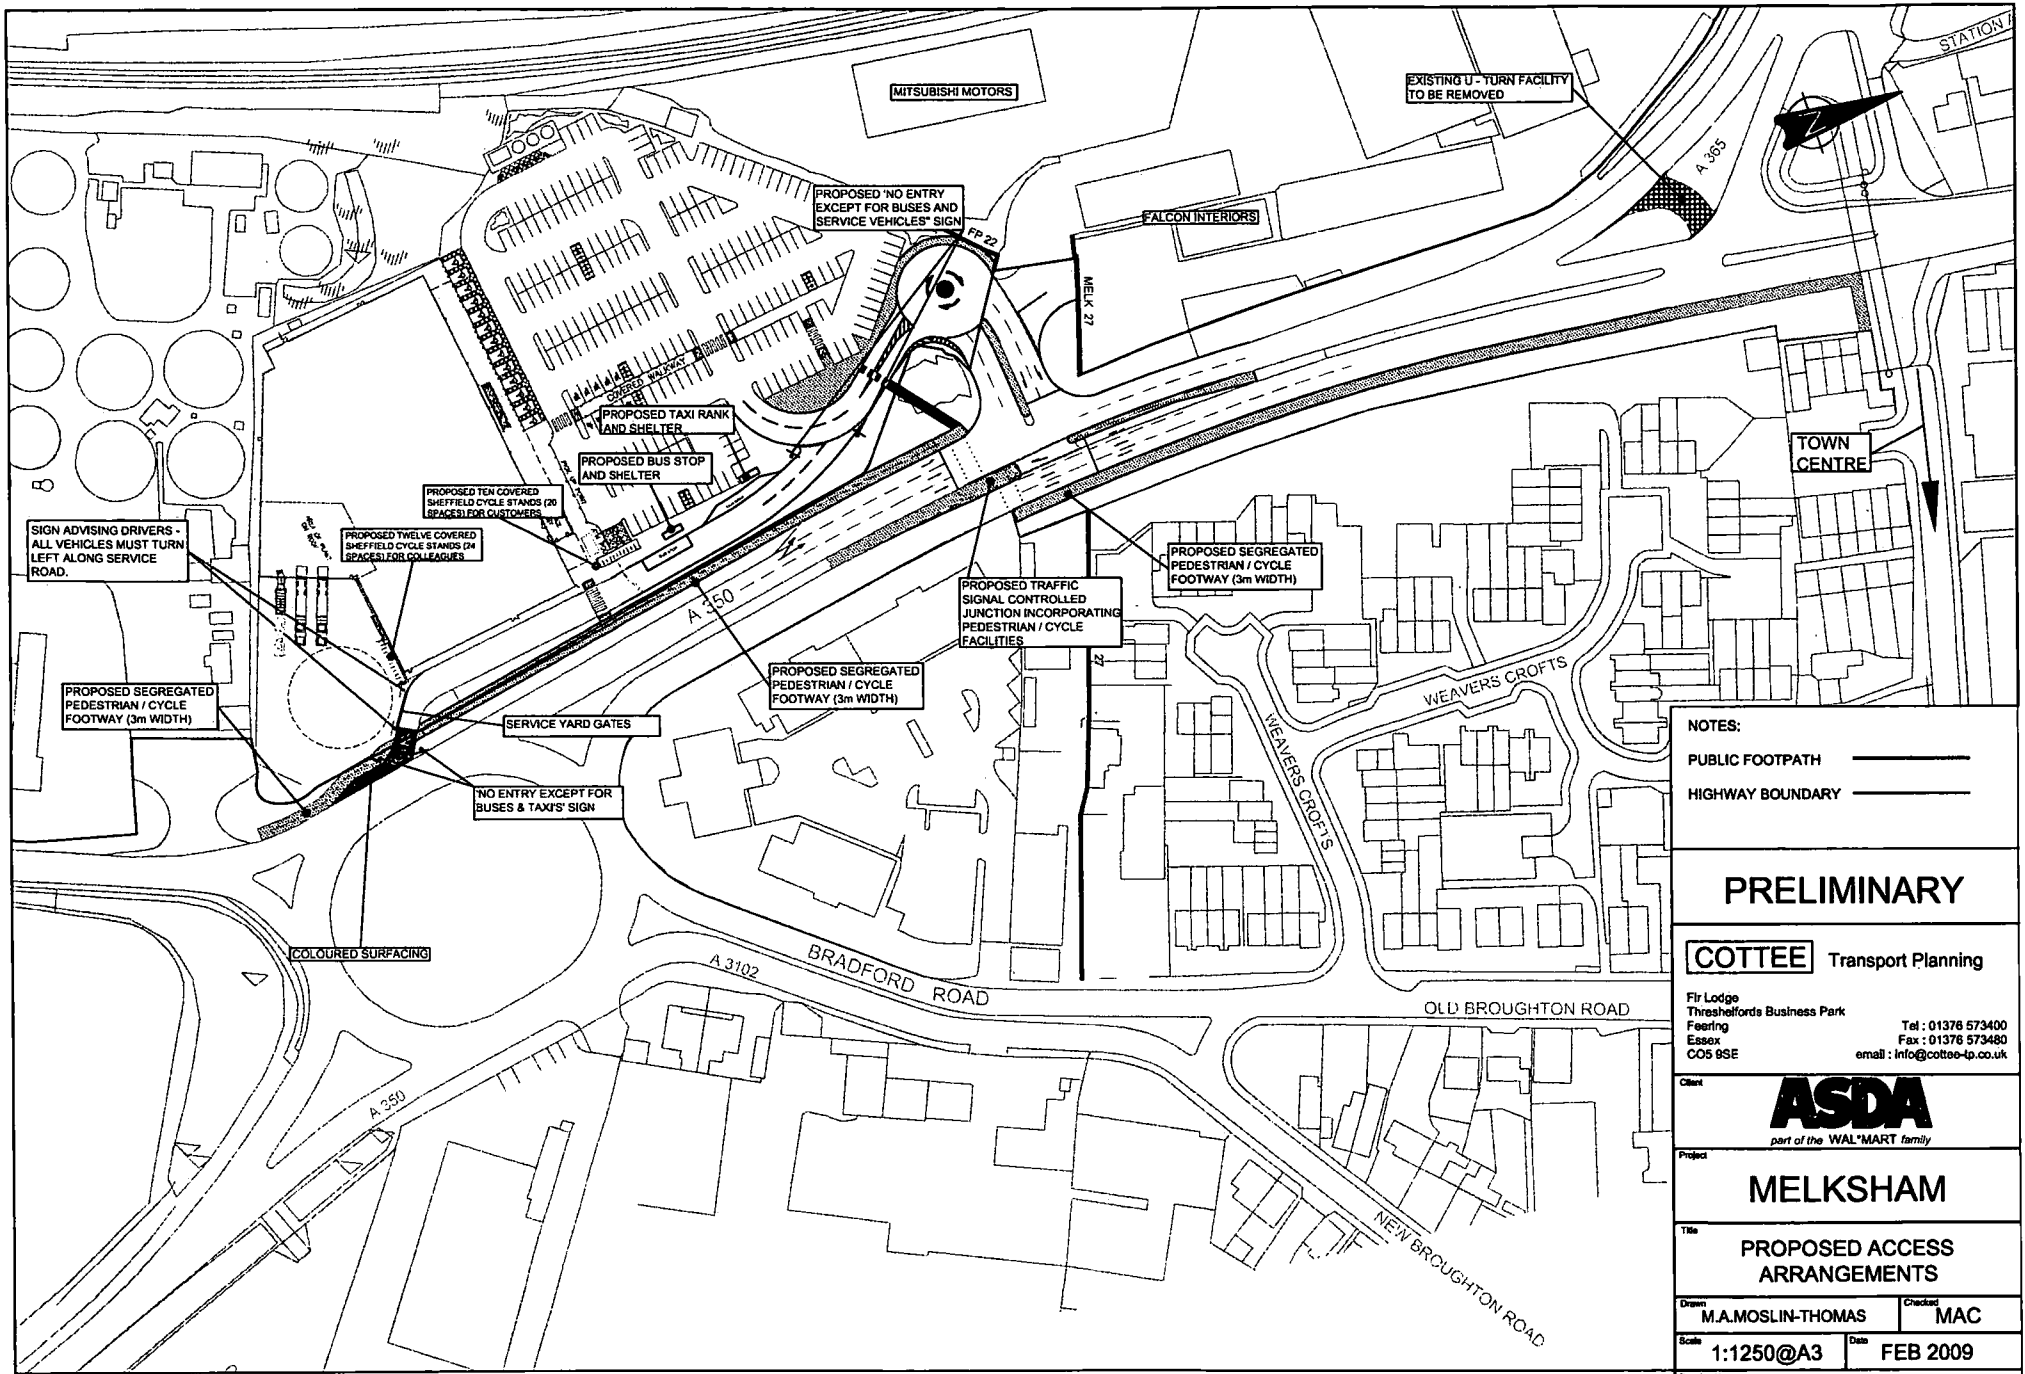 STATION
MITSUBISHI MOTORS
EXISTING U - TURN FACILITY
TO BE REMOVED
A 365
PROPOSED 'NO ENTRY
EXCEPT FOR BUSES AND
SERVICE VEHICLES" SIGN
FP 22
FALCON INTERIORS
MELK 27
COVERED WALKWAY
PROPOSED TAXI RANK
AND SHELTER
PROPOSED BUS STOP
AND SHELTER
PROPOSED TEN COVERED
SHEFFIELD CYCLE STANDS (20
SPACES) FOR CUSTOMERS
PROPOSED TWELVE COVERED
SHEFFIELD CYCLE STANDS (24
SPACES) FOR COLLEAGUES
SIGN ADVISING DRIVERS -
ALL VEHICLES MUST TURN
LEFT ALONG SERVICE
ROAD.
TOWN
CENTRE
PROPOSED SEGREGATED
PEDESTRIAN / CYCLE
FOOTWAY (3m WIDTH)
PROPOSED TRAFFIC
SIGNAL CONTROLLED
JUNCTION INCORPORATING
PEDESTRIAN / CYCLE
FACILITIES
A 350
27
PROPOSED SEGREGATED
PEDESTRIAN / CYCLE
FOOTWAY (3m WIDTH)
PROPOSED SEGREGATED
PEDESTRIAN / CYCLE
FOOTWAY (3m WIDTH)
SERVICE YARD GATES
'NO ENTRY EXCEPT FOR
BUSES & TAXI'S' SIGN
COLOURED SURFACING
WEAVERS CROFTS
WEAVERS CROFTS
BRADFORD ROAD
A 3102
OLD BROUGHTON ROAD
A 350
NEW BROUGHTON ROAD
NOTES:
PUBLIC FOOTPATH
HIGHWAY BOUNDARY
PRELIMINARY
COTTEE Transport Planning
Fir Lodge
Threshelfords Business Park
Feering
Essex
CO5 9SE
Tel : 01376 573400
Fax : 01376 573480
email : info@cottee-tp.co.uk
Client
ASDA
part of the WAL*MART family
Project
MELKSHAM
Title
PROPOSED ACCESS
ARRANGEMENTS
Drawn
M.A.MOSLIN-THOMAS
Checked
MAC
Scale
1:1250@A3
Date
FEB 2009